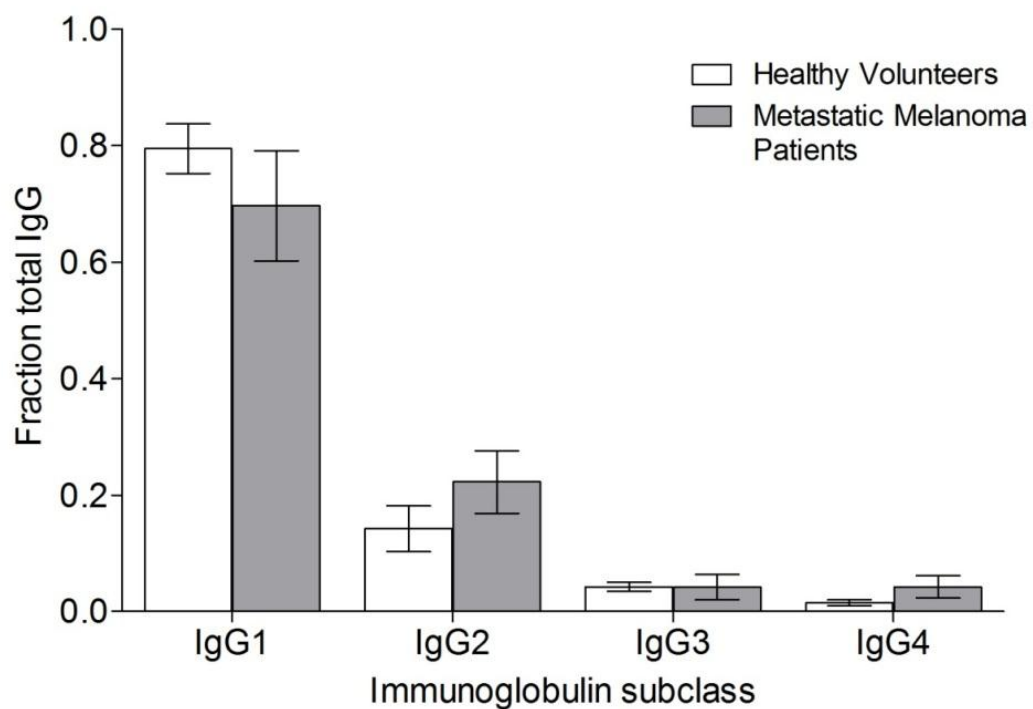 1.0
0.8
0.6
0.4
0.2
0.0
Fraction total IgG
Healthy Volunteers
Metastatic Melanoma
Patients
IgG1 IgG2 IgG3 IgG4
Immunoglobulin subclass